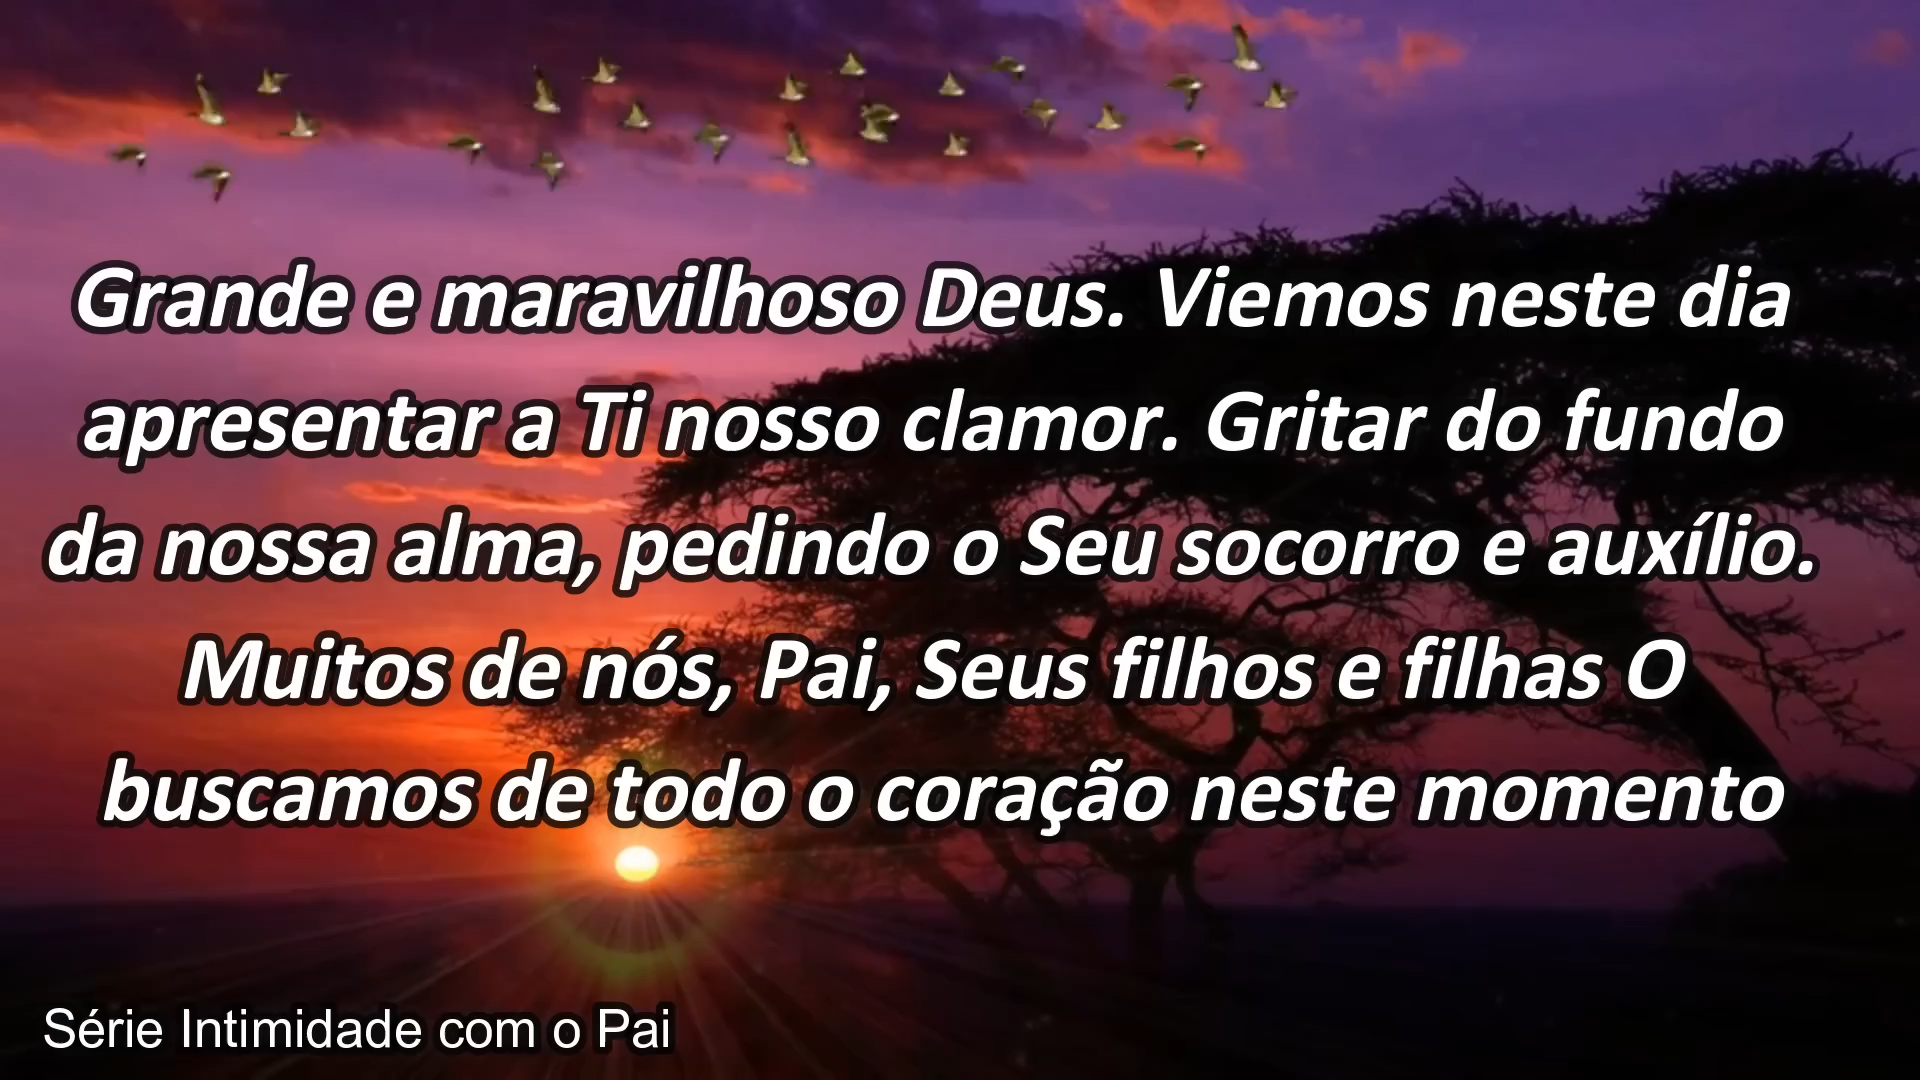 Grande e maravilhoso Deus. Viemos neste dia
apresentar a Ti nosso clamor. Gritar do fundo
da nossa alma, pedindo o Seu socorro e auxílio.
Muitos de nós, Pai, Seus filhos e filhas O
buscamos de todo o coração neste momento
Série Intimidade com o Pai